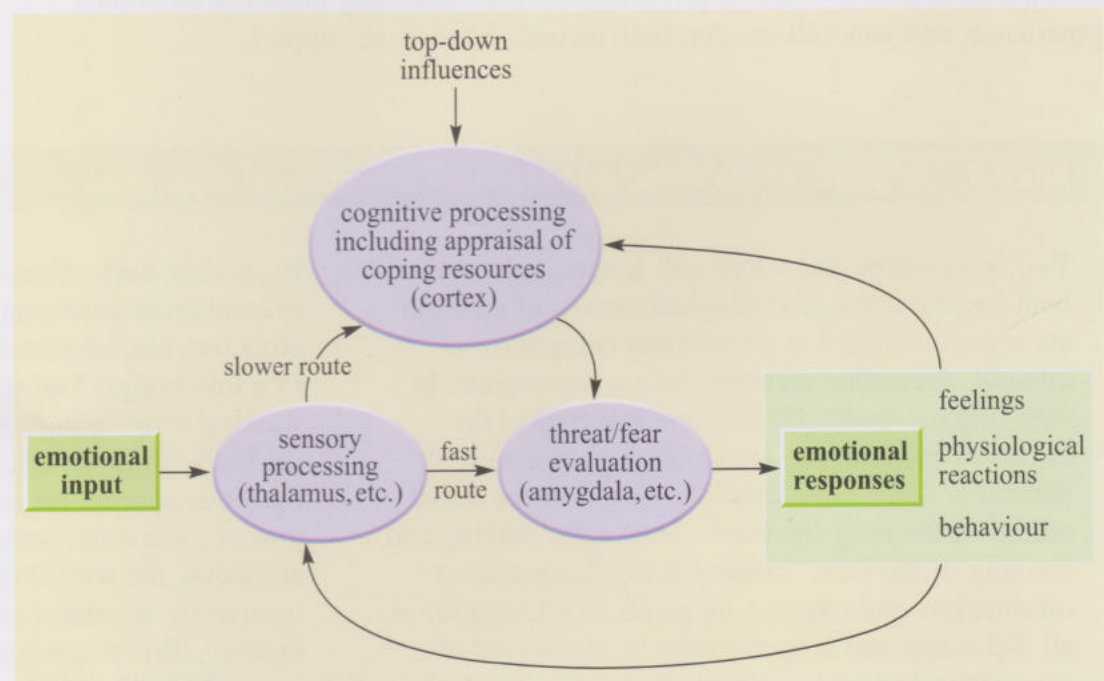 top-down
influences
cognitive processing
including appraisal of
coping resources
(cortex)
slower route
emotional
input
sensory
processing
(thalamus, etc.)
fast
route
threat/fear
evaluation
(amygdala, etc.)
emotional
responses
feelings
physiological
reactions
behaviour